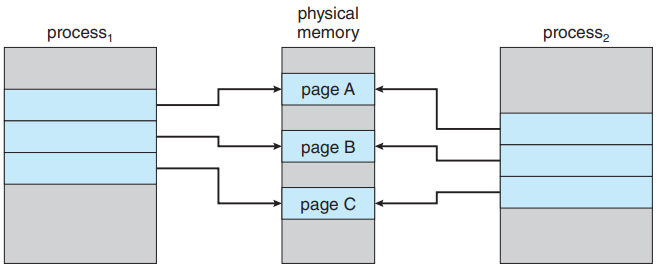 process₁
physical
memory
process₂
page A
page B
page C